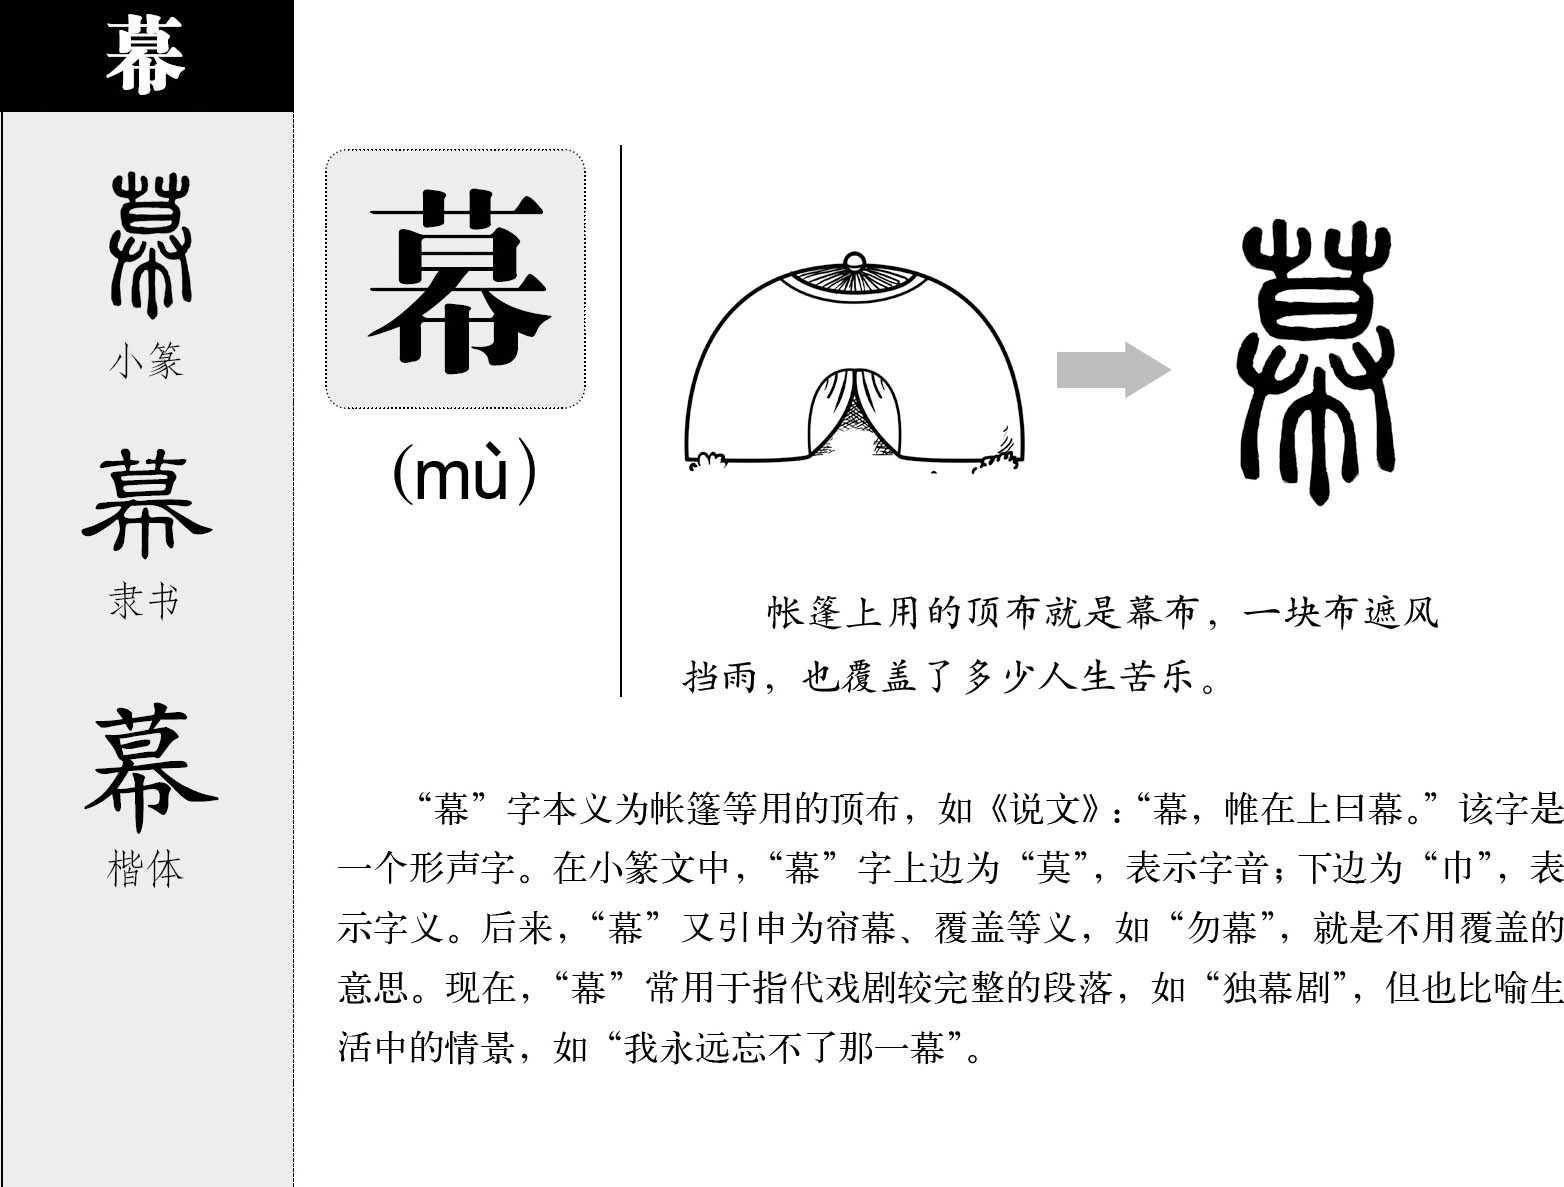 幕
幕
小篆
幕
隶书
幕
楷体
幕
(mù)
幕
帐篷上用的顶布就是幕布，一块布遮风
挡雨，也覆盖了多少人生苦乐。
“幕”字本义为帐篷等用的顶布，如《说文》：“幕，帷在上曰幕。”该字是
一个形声字。在小篆文中，“幕”字上边为“莫”，表示字音；下边为“巾”，表
示字义。后来，“幕”又引申为帘幕、覆盖等义，如“勿幕”，就是不用覆盖的
意思。现在，“幕”常用于指代戏剧较完整的段落，如“独幕剧”，但也比喻生
活中的情景，如“我永远忘不了那一幕”。